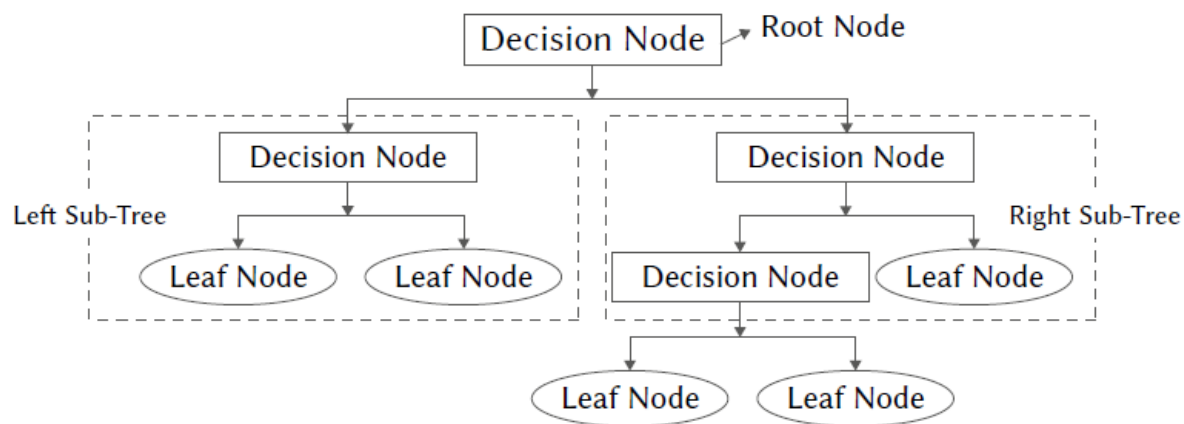 Decision Node
Root Node
Decision Node
Decision Node
Left Sub-Tree
Right Sub-Tree
Leaf Node
Leaf Node
Decision Node
Leaf Node
Leaf Node
Leaf Node